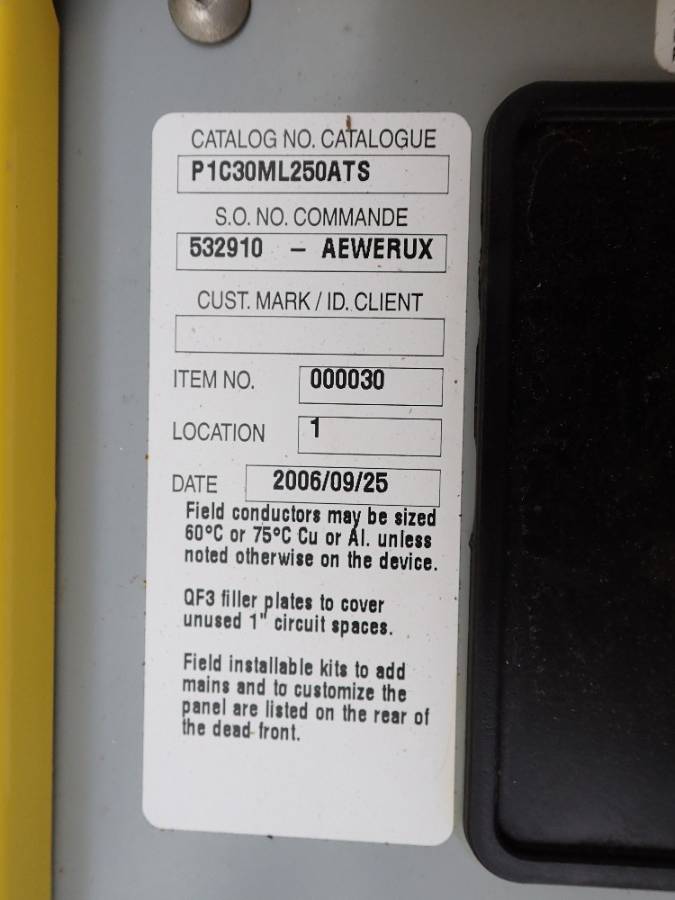 CATALOG NO. CATALOGUE
P1C30ML250ATS
S.O. NO. COMMANDE
532910 - AEWERUX
CUST. MARK / ID. CLIENT
ITEM NO. 000030
LOCATION 1
DATE 2006/09/25
Field conductors may be sized
60°C or 75°C Cu or Al. unless
noted otherwise on the device.
QF3 filler plates to cover
unused 1" circuit spaces.
Field installable kits to add
mains and to customize the
panel are listed on the rear of
the dead front.